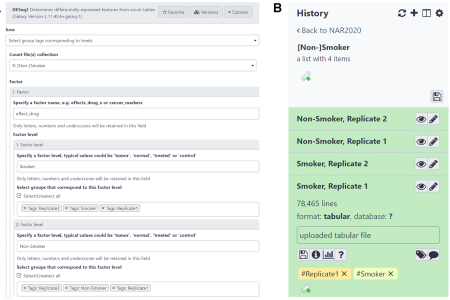 DESeq2 Determines differentially expressed features from count tables
(Galaxy Version 2.11.40.6+galaxy1)
Favorite
Versions
Options
how
Select group tags corresponding to levels
Count file(s) collection
[Non-]Smoker
Factor
1: Factor
Specify a factor name, e.g. effects_drug_x or cancer_markers
effect_drug
Only letters, numbers and underscores will be retained in this field
Factor level
1: Factor level
Specify a factor level, typical values could be 'tumor', 'normal', 'treated' or 'control'
Smoker
Only letters, numbers and underscores will be retained in this field
Select groups that correspond to this factor level
Select/Unselect all
× Tags: Replicate2 × Tags: Smoker × Tags: Replicate1
2: Factor level
Specify a factor level, typical values could be 'tumor', 'normal', 'treated' or 'control'
Non-Smoker
Only letters, numbers and underscores will be retained in this field
Select groups that correspond to this factor level
Select/Unselect all
× Tags: Replicate2 × Tags: Non-Smoker × Tags: Replicate1
B
History
Back to NAR2020
[Non-]Smoker
a list with 4 items
Non-Smoker, Replicate 2
Non-Smoker, Replicate 1
Smoker, Replicate 2
Smoker, Replicate 1
78,465 lines
format: tabular, database: ?
uploaded tabular file
#Replicate1 × #Smoker ×